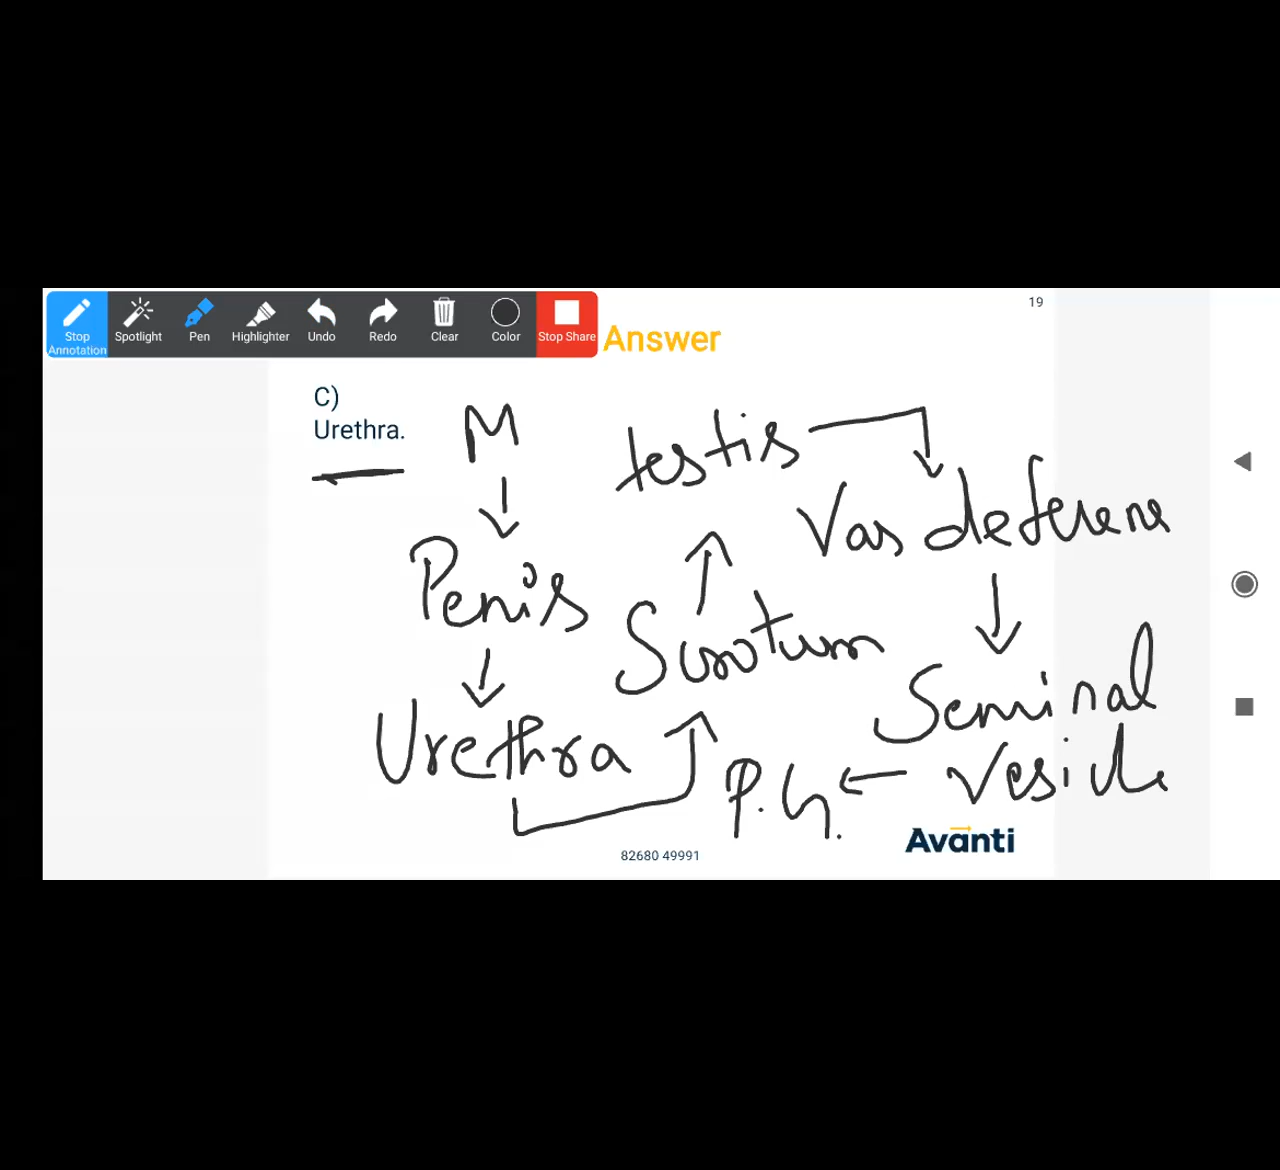 Stop Annotation
Spotlight
Pen
Highlighter
Undo
Redo
Clear
Color
Stop Share
Answer
19
C)
Urethra.
M
Penis
Urethra
Scrotum
testis
Vas deferens
Seminal
vesicle
P.G.
82680 49991
Avanti